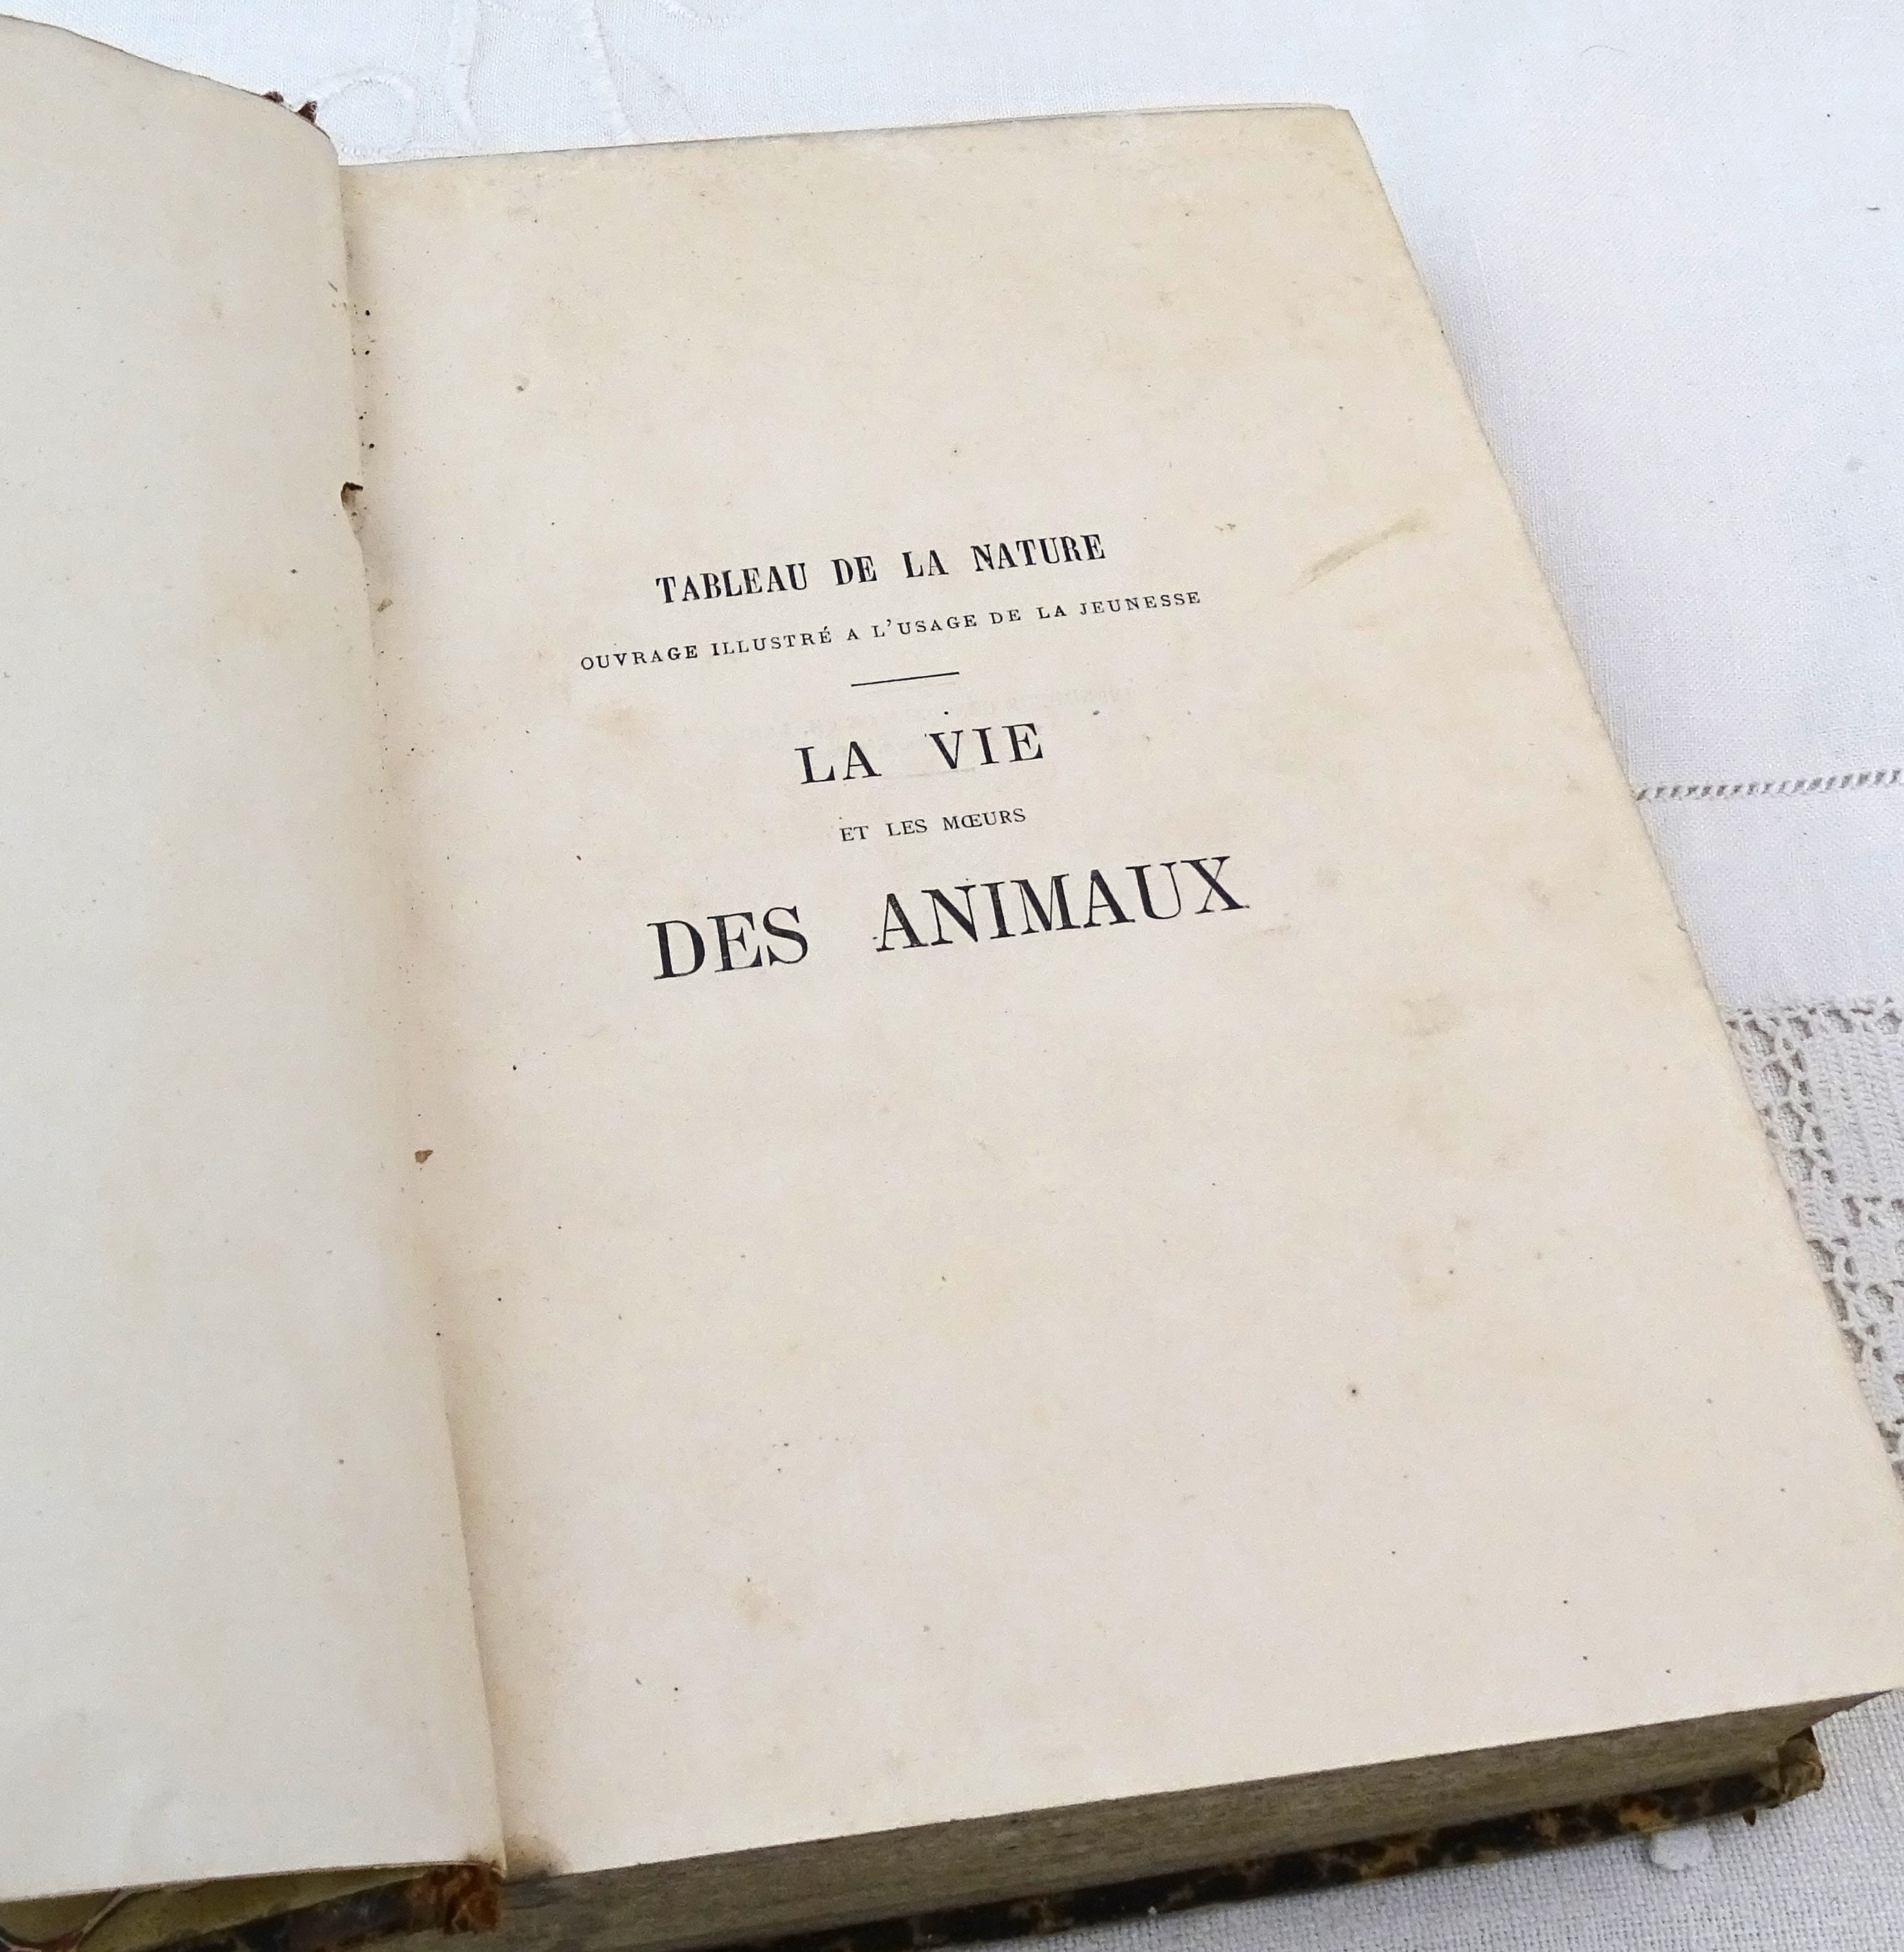 TABLEAU DE LA NATURE
OUVRAGE ILLUSTRÉ A L'USAGE DE LA JEUNESSE
LA VIE
ET LES MŒURS
DES ANIMAUX